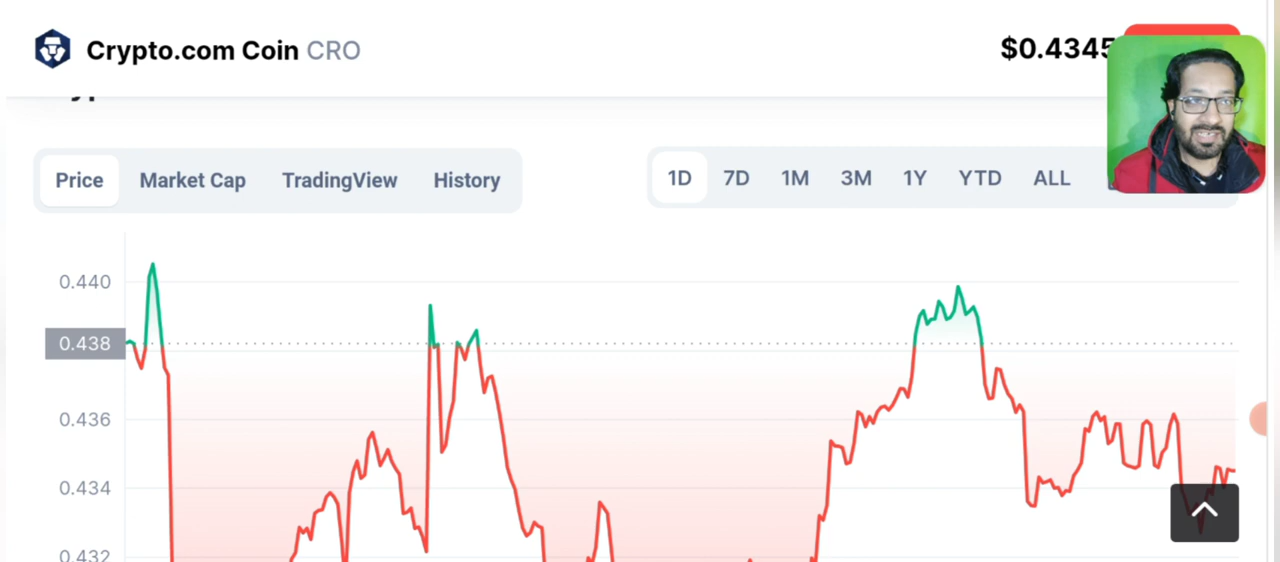 Crypto.com Coin CRO
$0.4345
Price Market Cap TradingView History
1D 7D 1M 3M 1Y YTD ALL
0.440
0.438
0.436
0.434
0.432